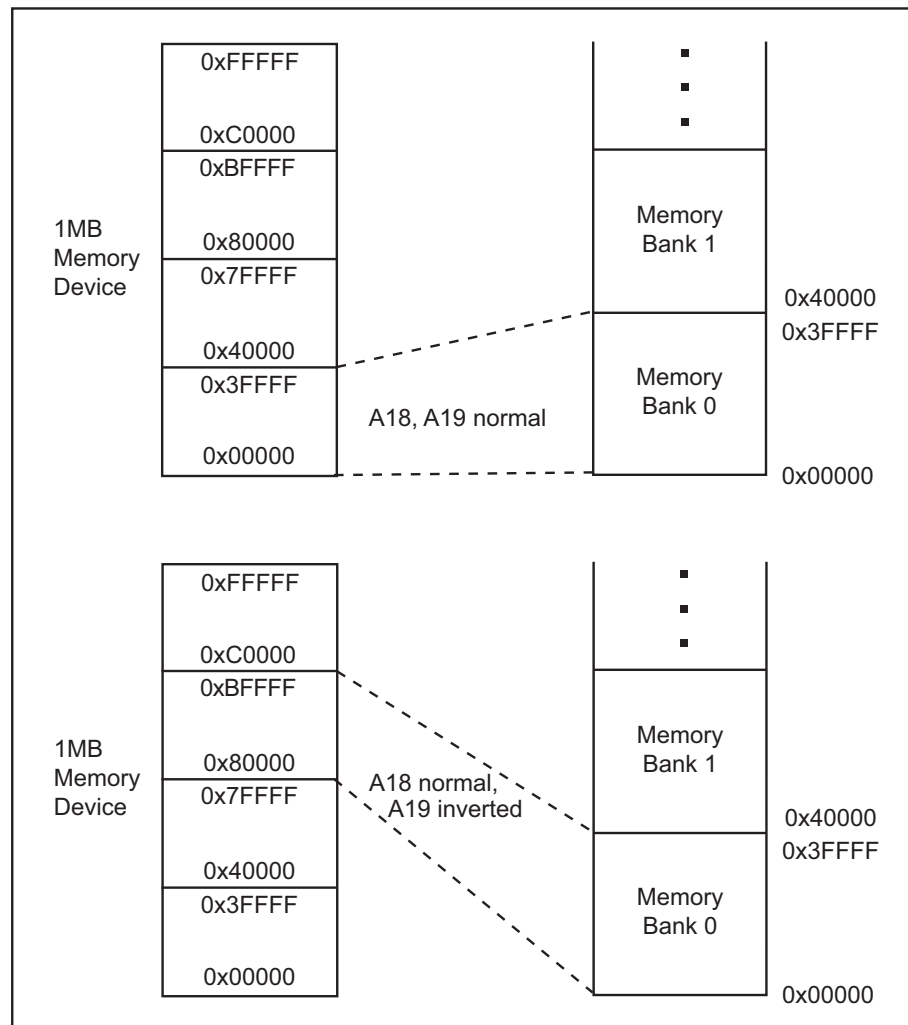 0xFFFFF
0xC0000
0xBFFFF
0x80000
0x7FFFF
0x40000
0x3FFFF
0x00000
1MB
Memory
Device
A18, A19 normal
Memory
Bank 1
Memory
Bank 0
0x40000
0x3FFFF
0x00000
0xFFFFF
0xC0000
0xBFFFF
0x80000
0x7FFFF
0x40000
0x3FFFF
0x00000
1MB
Memory
Device
A18 normal,
A19 inverted
Memory
Bank 1
Memory
Bank 0
0x40000
0x3FFFF
0x00000